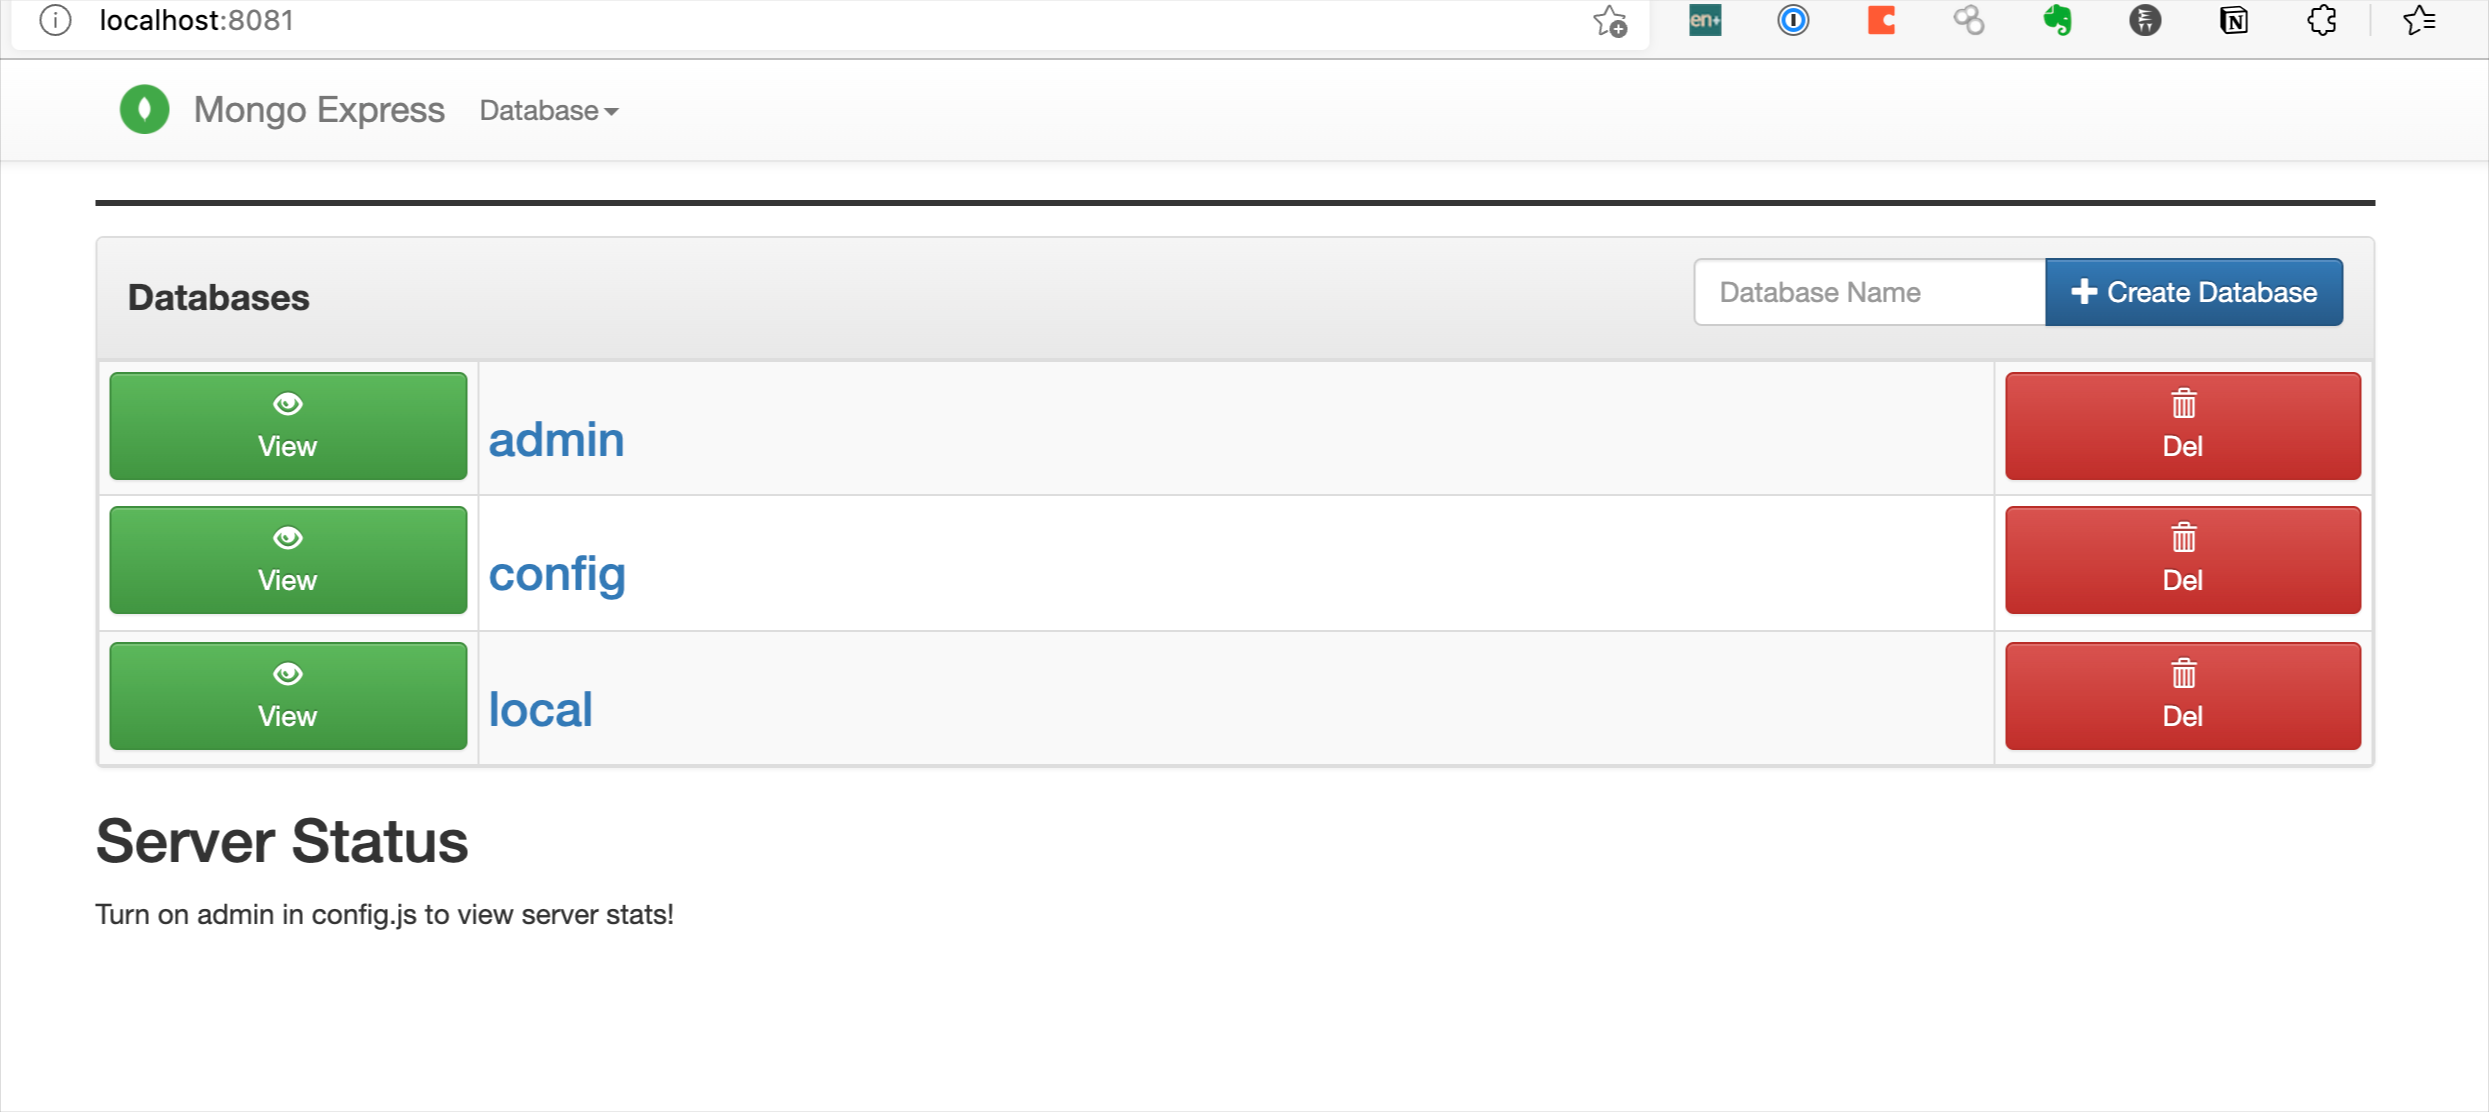 localhost:8081
en+
Mongo Express Database
Databases
Database Name
Create Database
View
admin
Del
View
config
Del
View
local
Del
Server Status
Turn on admin in config.js to view server stats!